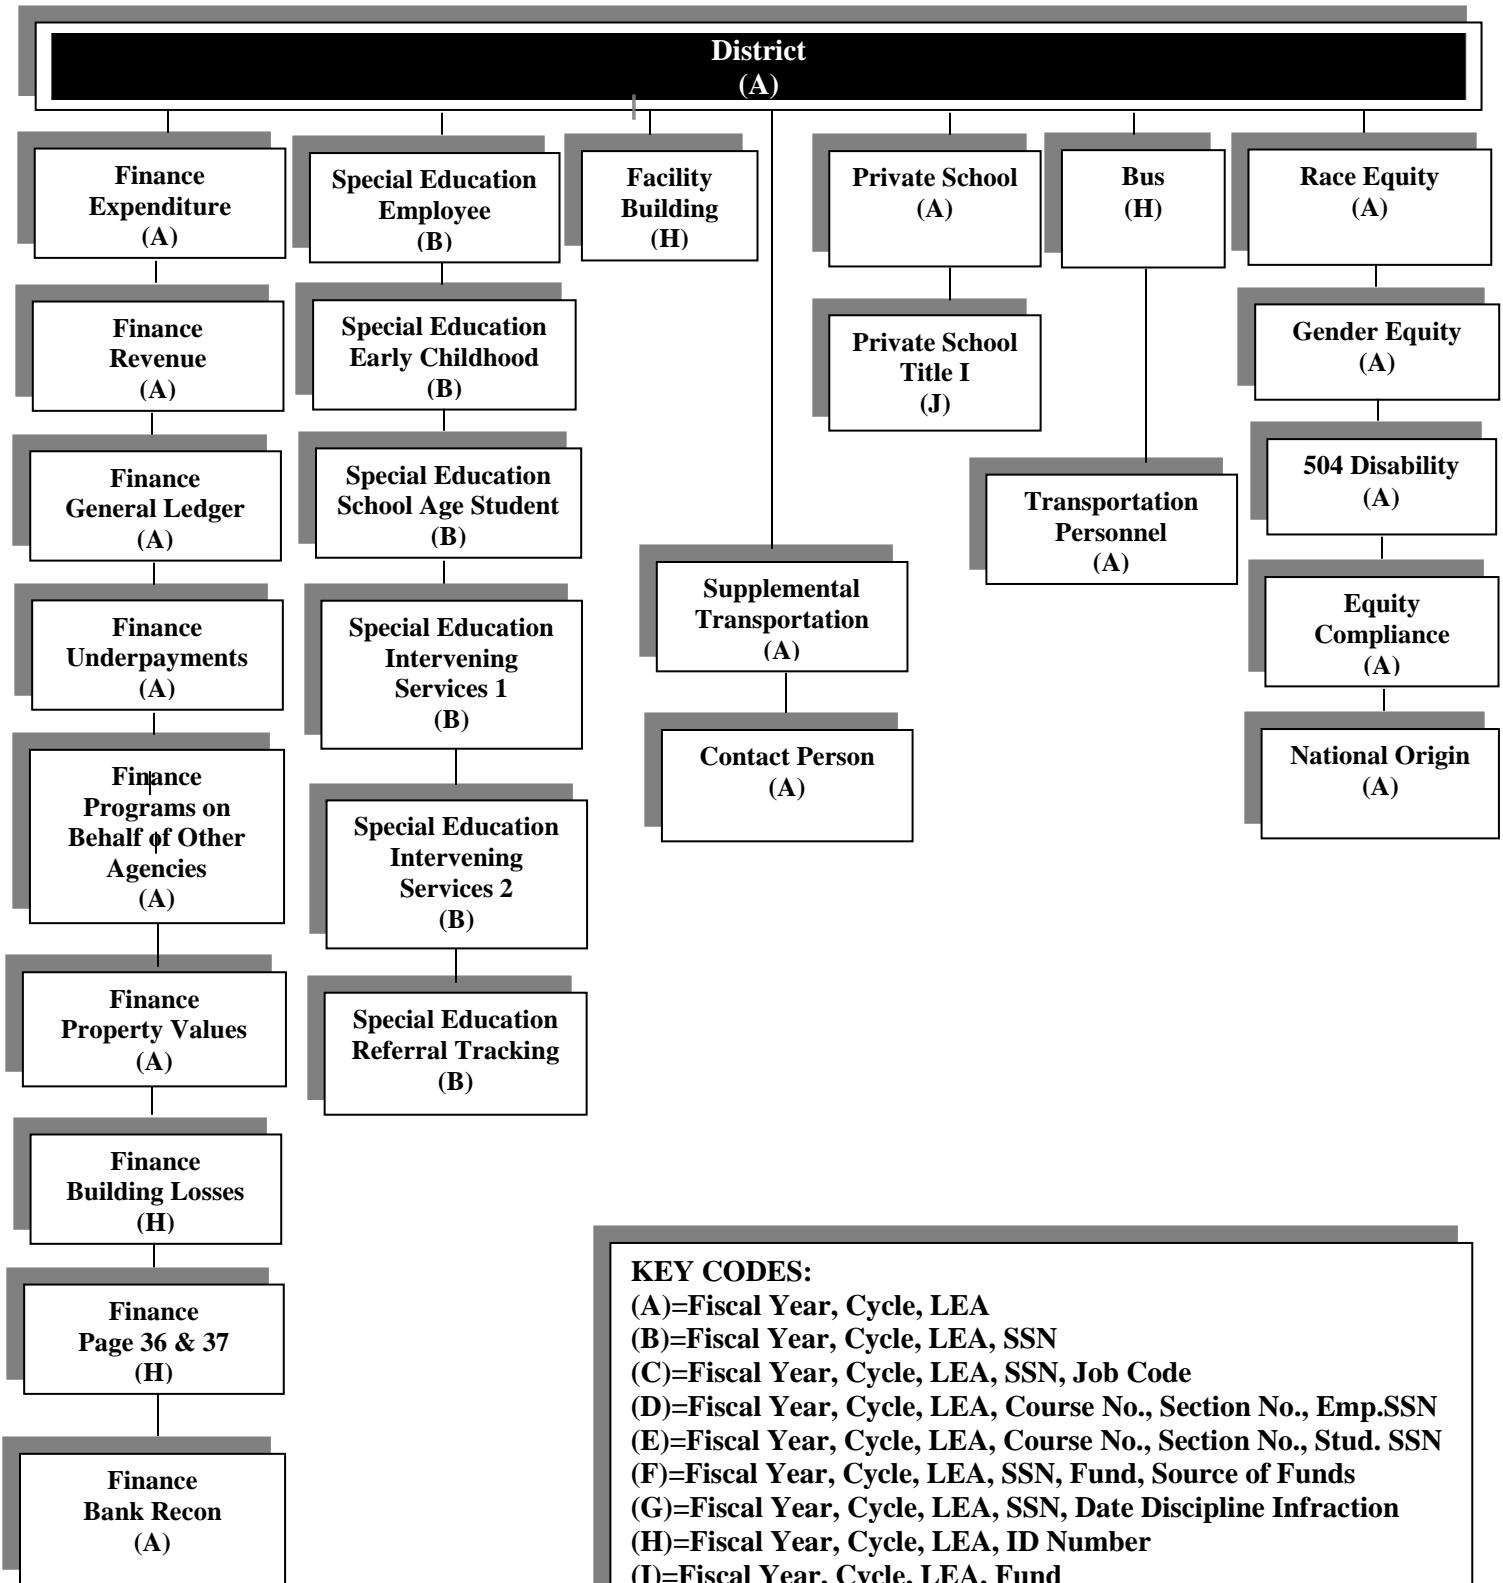 District
(A)
Finance
Expenditure
(A)
Finance
Revenue
(A)
Finance
General Ledger
(A)
Finance
Underpayments
(A)
Finance
Programs on
Behalf of Other
Agencies
(A)
Finance
Property Values
(A)
Finance
Building Losses
(H)
Finance
Page 36 & 37
(H)
Finance
Bank Recon
(A)
Special Education
Employee
(B)
Special Education
Early Childhood
(B)
Special Education
School Age Student
(B)
Special Education
Intervening
Services 1
(B)
Special Education
Intervening
Services 2
(B)
Special Education
Referral Tracking
(B)
Facility
Building
(H)
Supplemental
Transportation
(A)
Contact Person
(A)
Private School
(A)
Private School
Title I
(J)
Bus
(H)
Transportation
Personnel
(A)
Race Equity
(A)
Gender Equity
(A)
504 Disability
(A)
Equity
Compliance
(A)
National Origin
(A)
KEY CODES:
(A)=Fiscal Year, Cycle, LEA
(B)=Fiscal Year, Cycle, LEA, SSN
(C)=Fiscal Year, Cycle, LEA, SSN, Job Code
(D)=Fiscal Year, Cycle, LEA, Course No., Section No., Emp.SSN
(E)=Fiscal Year, Cycle, LEA, Course No., Section No., Stud. SSN
(F)=Fiscal Year, Cycle, LEA, SSN, Fund, Source of Funds
(G)=Fiscal Year, Cycle, LEA, SSN, Date Discipline Infraction
(H)=Fiscal Year, Cycle, LEA, ID Number
(I)=Fiscal Year, Cycle, LEA, Fund